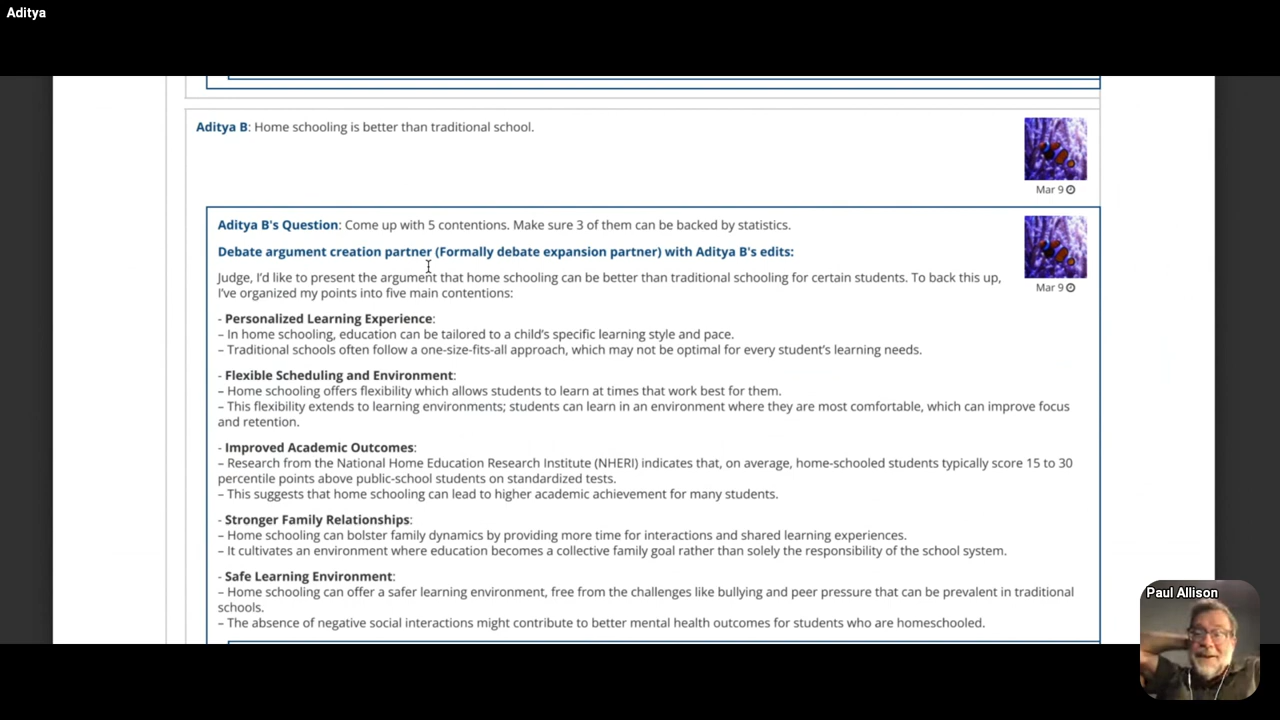 Aditya
Aditya B: Home schooling is better than traditional school.
Mar 9
Aditya B's Question: Come up with 5 contentions. Make sure 3 of them can be backed by statistics.
Debate argument creation partner (Formally debate expansion partner) with Aditya B's edits:
Mar 9
Judge, I'd like to present the argument that home schooling can be better than traditional schooling for certain students. To back this up,
I've organized my points into five main contentions:
- Personalized Learning Experience:
– In home schooling, education can be tailored to a child's specific learning style and pace.
– Traditional schools often follow a one-size-fits-all approach, which may not be optimal for every student's learning needs.
- Flexible Scheduling and Environment:
– Home schooling offers flexibility which allows students to learn at times that work best for them.
– This flexibility extends to learning environments; students can learn in an environment where they are most comfortable, which can improve focus
and retention.
- Improved Academic Outcomes:
– Research from the National Home Education Research Institute (NHERI) indicates that, on average, home-schooled students typically score 15 to 30
percentile points above public-school students on standardized tests.
– This suggests that home schooling can lead to higher academic achievement for many students.
- Stronger Family Relationships:
– Home schooling can bolster family dynamics by providing more time for interactions and shared learning experiences.
– It cultivates an environment where education becomes a collective family goal rather than solely the responsibility of the school system.
- Safe Learning Environment:
– Home schooling can offer a safer learning environment, free from the challenges like bullying and peer pressure that can be prevalent in traditional
schools.
– The absence of negative social interactions might contribute to better mental health outcomes for students who are homeschooled.
Paul Allison